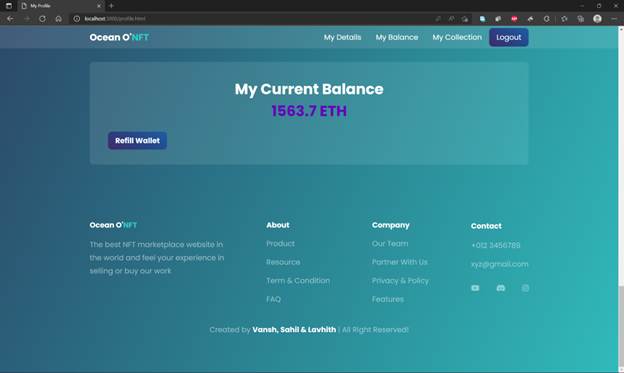 My Profile
localhost:5000/profile.html
Ocean O'NFT
My Details
My Balance
My Collection
Logout
My Current Balance
1563.7 ETH
Refill Wallet
Ocean O'NFT
The best NFT marketplace website in
the world and feel your experience in
selling or buy our work
About
Product
Resource
Term & Condition
FAQ
Company
Our Team
Partner With Us
Privacy & Policy
Features
Contact
+012 3456789
xyz@gmail.com
Created by Vansh, Sahil & Lavhith | All Right Reserved!